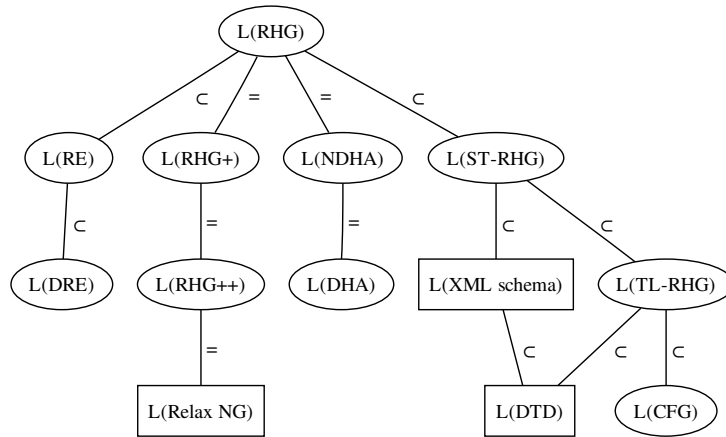 L(RHG)
⊂ = = ⊂
L(RE) L(RHG+) L(NDHA) L(ST-RHG)
⊂ = = ⊂ ⊂
L(DRE) L(RHG++) L(DHA) L(XML schema) L(TL-RHG)
= ⊂ ⊂ ⊂
L(Relax NG) L(DTD) L(CFG)